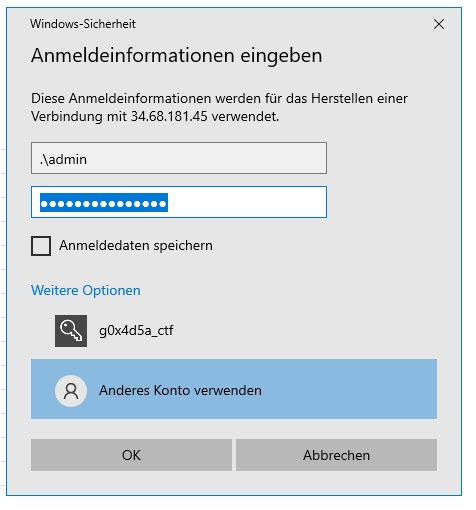 Windows-Sicherheit
Anmeldeinformationen eingeben
Diese Anmeldeinformationen werden für das Herstellen einer
Verbindung mit 34.68.181.45 verwendet.
.\admin
●●●●●●●●●●●●●●●
Anmeldedaten speichern
Weitere Optionen
g0x4d5a_ctf
Anderes Konto verwenden
OK
Abbrechen